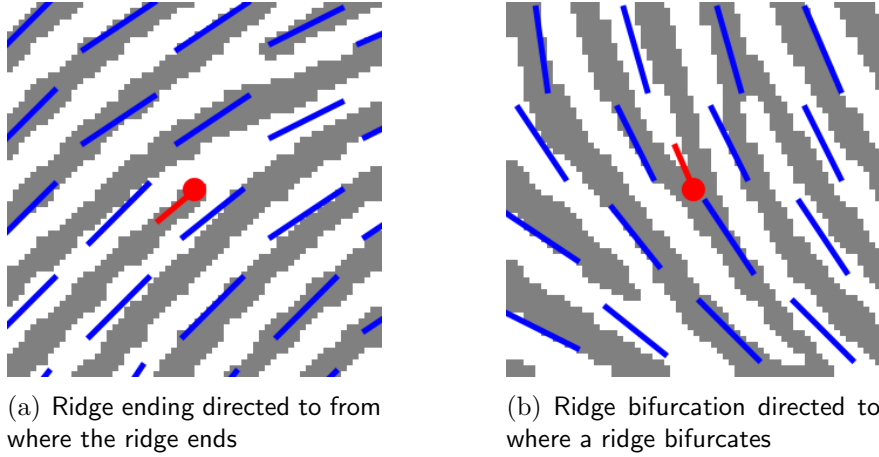 (a) Ridge ending directed to from
where the ridge ends
(b) Ridge bifurcation directed to
where a ridge bifurcates